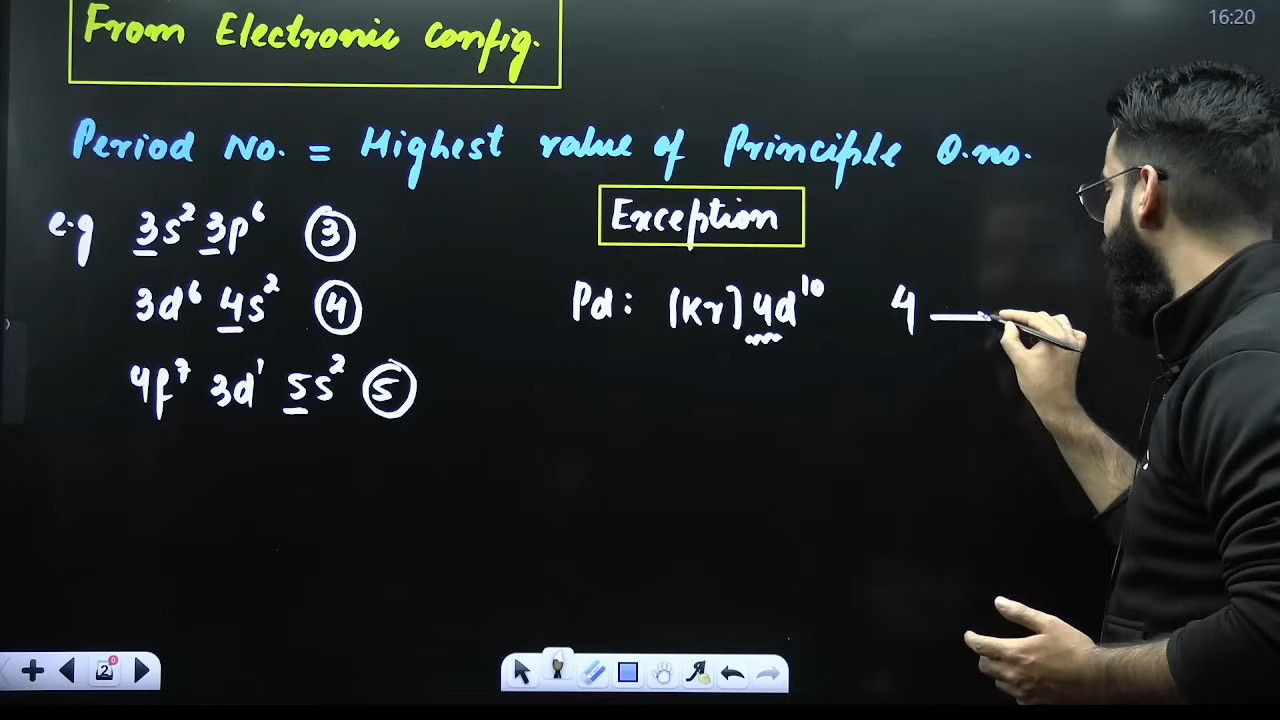 16:20
From Electronic config.
Period No. = Highest value of Principle Q.no.
Exception
e.g 3s² 3p⁶ ③
3d⁶ 4s² ④
Pd: [Kr] 4d¹⁰ 4
4f⁷ 3d¹ 5s² ⑤
2 0